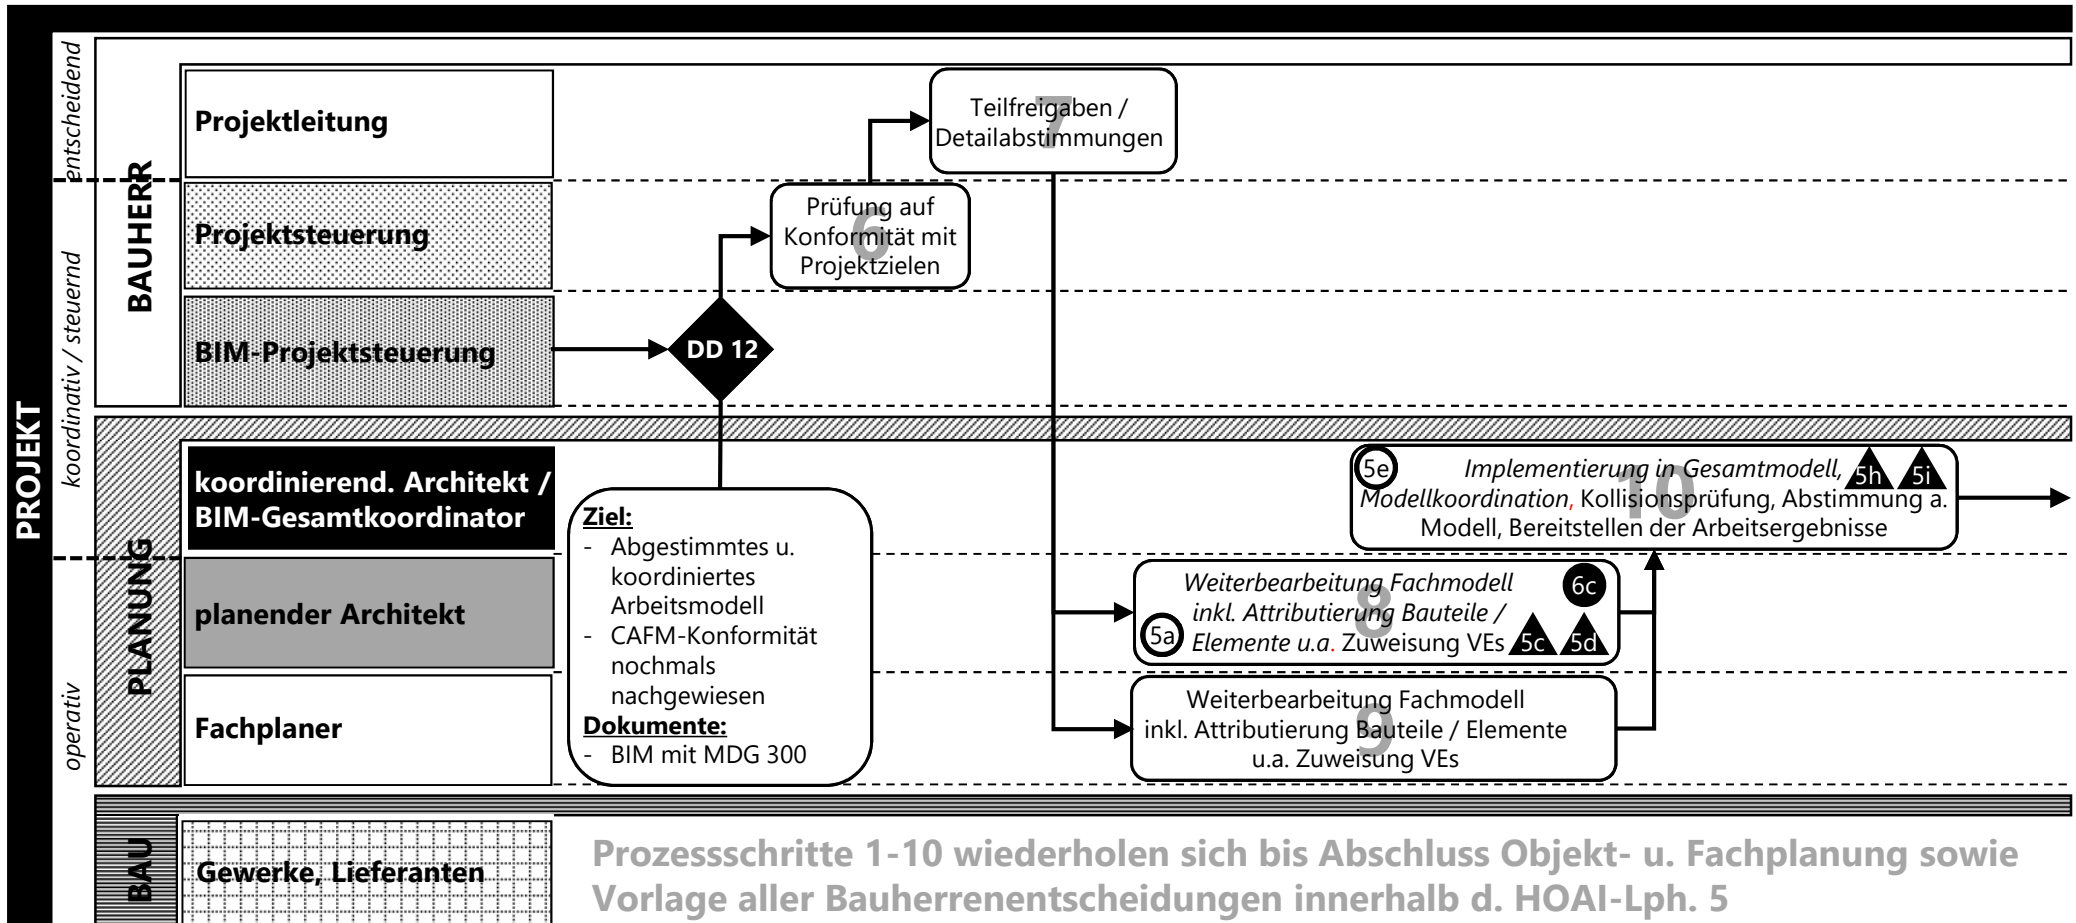 PROJEKT
entscheidend
koordinativ / steuernd
operativ
BAUHERR
PLANUNG
BAU
Projektleitung
Projektsteuerung
BIM-Projektsteuerung
koordinierend. Architekt /
BIM-Gesamtkoordinator
planender Architekt
Fachplaner
Gewerke, Lieferanten
DD 12
Ziel:
- Abgestimmtes u.
koordiniertes
Arbeitsmodell
- CAFM-Konformität
nochmals
nachgewiesen
Dokumente:
- BIM mit MDG 300
6
Prüfung auf
Konformität mit
Projektzielen
7
Teilfreigaben /
Detailabstimmungen
8
Weiterbearbeitung Fachmodell
inkl. Attributierung Bauteile /
Elemente u.a. Zuweisung VEs
5a
6c
5c
5d
9
Weiterbearbeitung Fachmodell
inkl. Attributierung Bauteile / Elemente
u.a. Zuweisung VEs
10
5e
Implementierung in Gesamtmodell,
Modellkoordination, Kollisionsprüfung, Abstimmung a.
Modell, Bereitstellen der Arbeitsergebnisse
5h
5i
Prozessschritte 1-10 wiederholen sich bis Abschluss Objekt- u. Fachplanung sowie
Vorlage aller Bauherrenentscheidungen innerhalb d. HOAI-Lph. 5